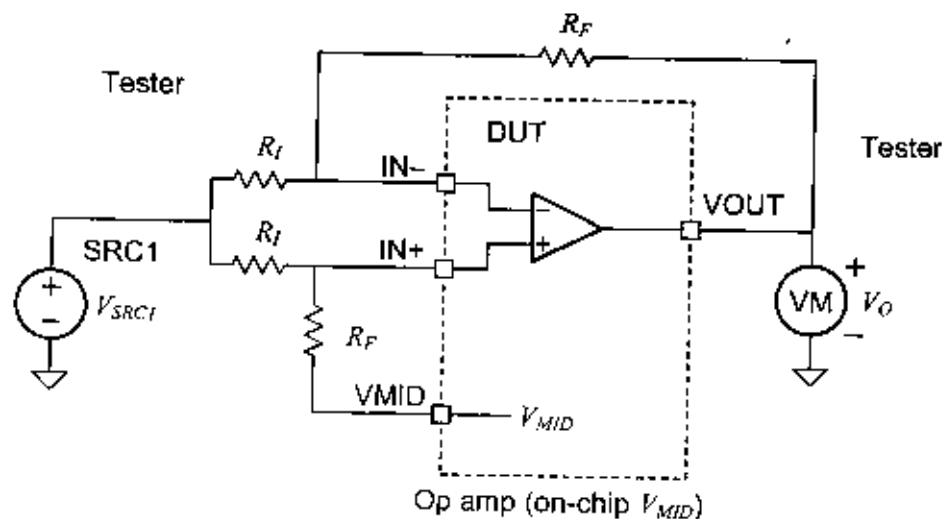 R_F
Tester
DUT
Tester
R_I
IN–
VOUT
R_I
SRC1
IN+
+
–
V_SRC1
–
+
+
VM
V_O
–
R_F
VMID
V_MID
Op amp (on-chip V_MID)